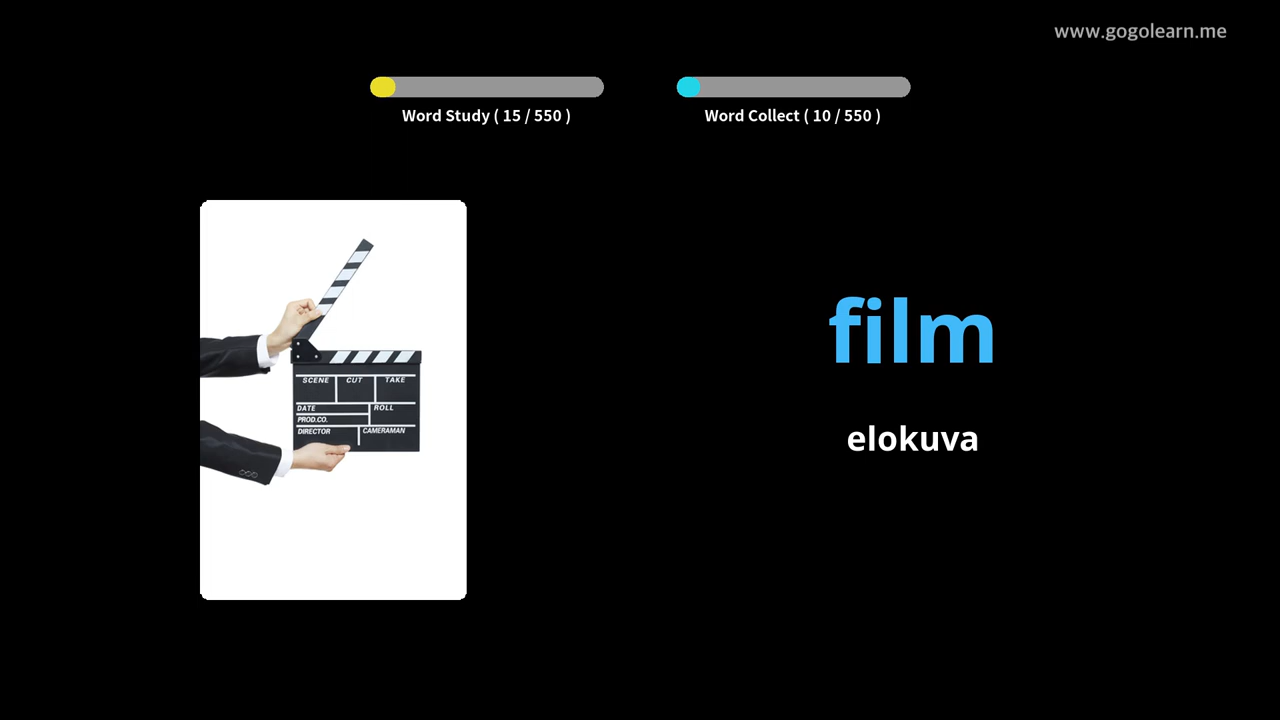 www.gogolearn.me
Word Study ( 15 / 550 )
Word Collect ( 10 / 550 )
SCENE CUT TAKE
DATE ROLL
PROD.CO.
DIRECTOR CAMERAMAN
film
elokuva